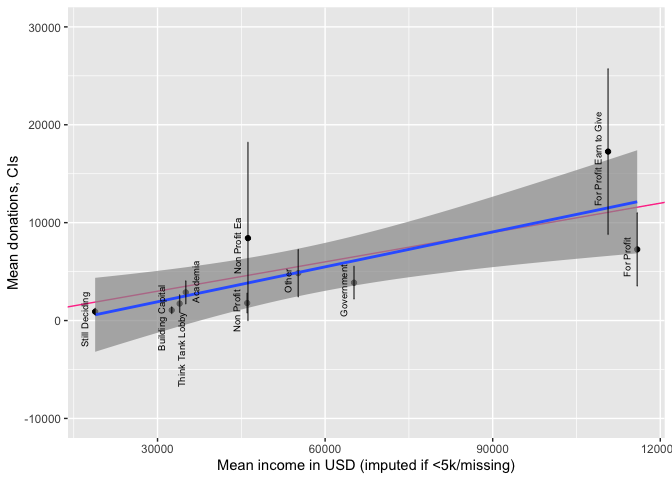 Mean donations, CIs
30000
20000
10000
0
-10000
Still Deciding
Building Capital
Think Tank Lobby
Academia
Non Profit
Non Profit Ea
Other
Government
For Profit Earn to Give
For Profit
30000
60000
90000
120000
Mean income in USD (imputed if <5k/missing)